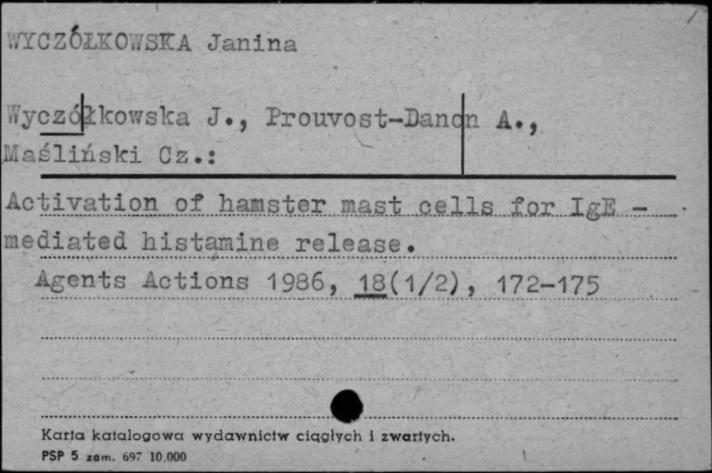 WYCZÓŁKOWSKA Janina
Wyczółkowska J., Prouvost-Danon A.,
Maśliński Cz.:
Activation of hamster mast cells for IgE -
mediated histamine release.
Agents Actions 1986, 18(1/2), 172-175
Karta katalogowa wydawnictw ciągłych i zwartych.
PSP 5 zam. 697 10.000